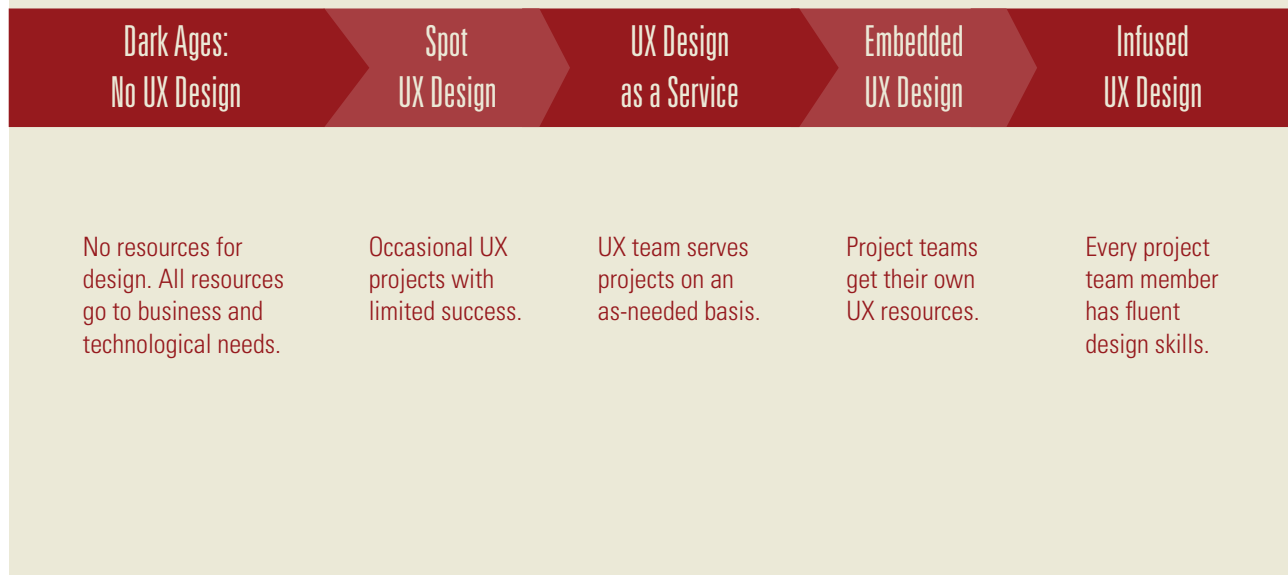 Dark Ages:
No UX Design
Spot
UX Design
UX Design
as a Service
Embedded
UX Design
Infused
UX Design
No resources for
design. All resources
go to business and
technological needs.
Occasional UX
projects with
limited success.
UX team serves
projects on an
as-needed basis.
Project teams
get their own
UX resources.
Every project
team member
has fluent
design skills.